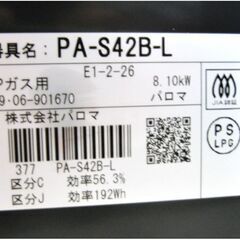 器具名：PA-S42B-L
E1-2-26
Pガス用 8.10kW
9・06-901670 パロマ
株式会社パロマ
JIA認証
PS
LPG
377 PA-S42B-L
区分C 効率56.3%
区分J 効率192Wh